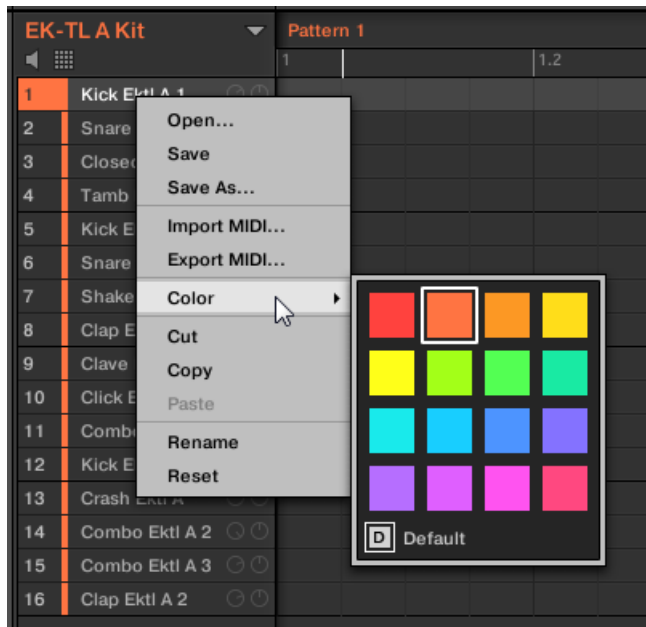 EK-TL A Kit
Pattern 1
1
1.2
1 Kick Ektl A 1
2 Snare
3 Closed
4 Tamb
5 Kick E
6 Snare
7 Shake
8 Clap E
9 Clave
10 Click E
11 Combo
12 Kick E
13 Crash Ektl A
14 Combo Ektl A 2
15 Combo Ektl A 3
16 Clap Ektl A 2
Open...
Save
Save As...
Import MIDI...
Export MIDI...
Color
Cut
Copy
Paste
Rename
Reset
D Default